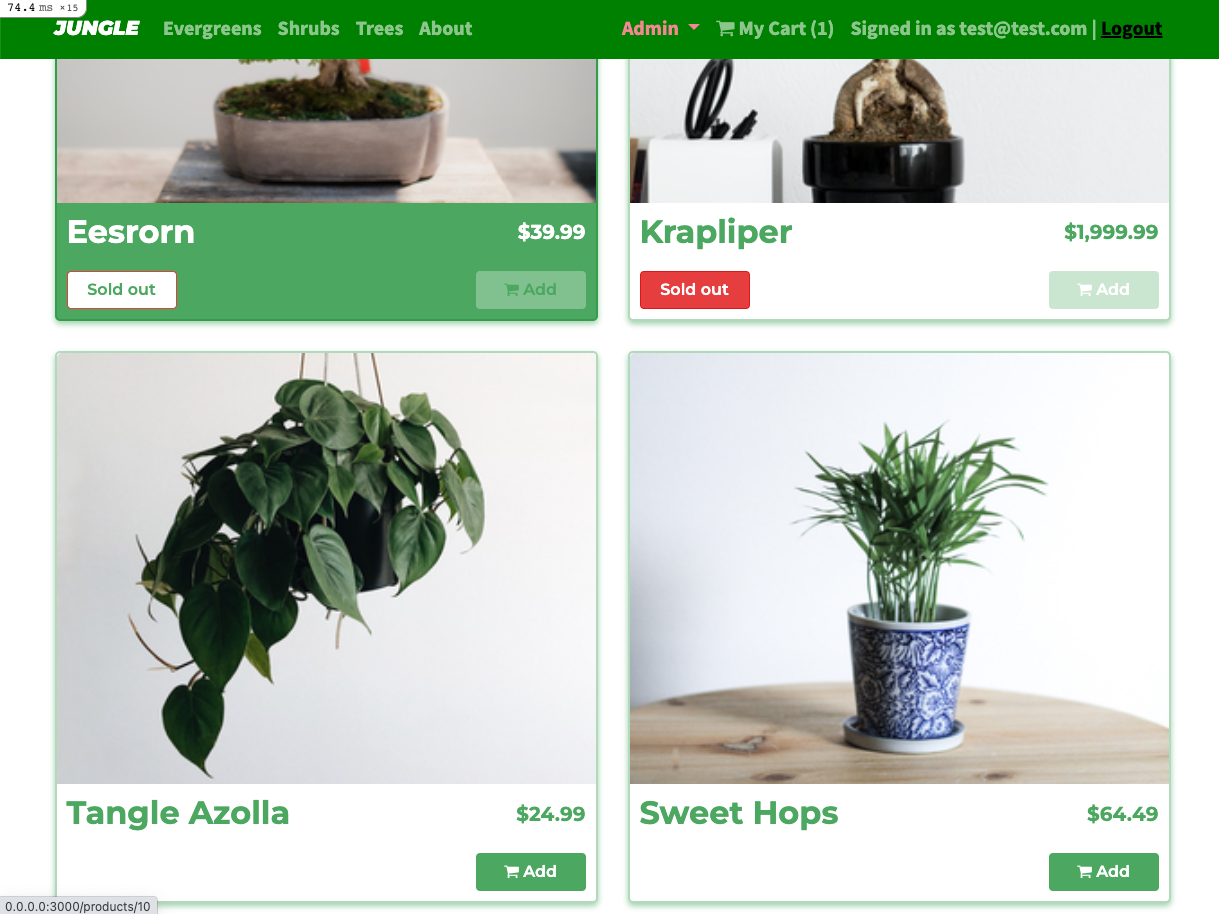 74.4 ms ×15
JUNGLE Evergreens Shrubs Trees About Admin My Cart (1) Signed in as test@test.com | Logout
Eesrorn $39.99
Sold out Add
Krapliper $1,999.99
Sold out Add
Tangle Azolla $24.99
Add
Sweet Hops $64.49
Add
0.0.0.0:3000/products/10